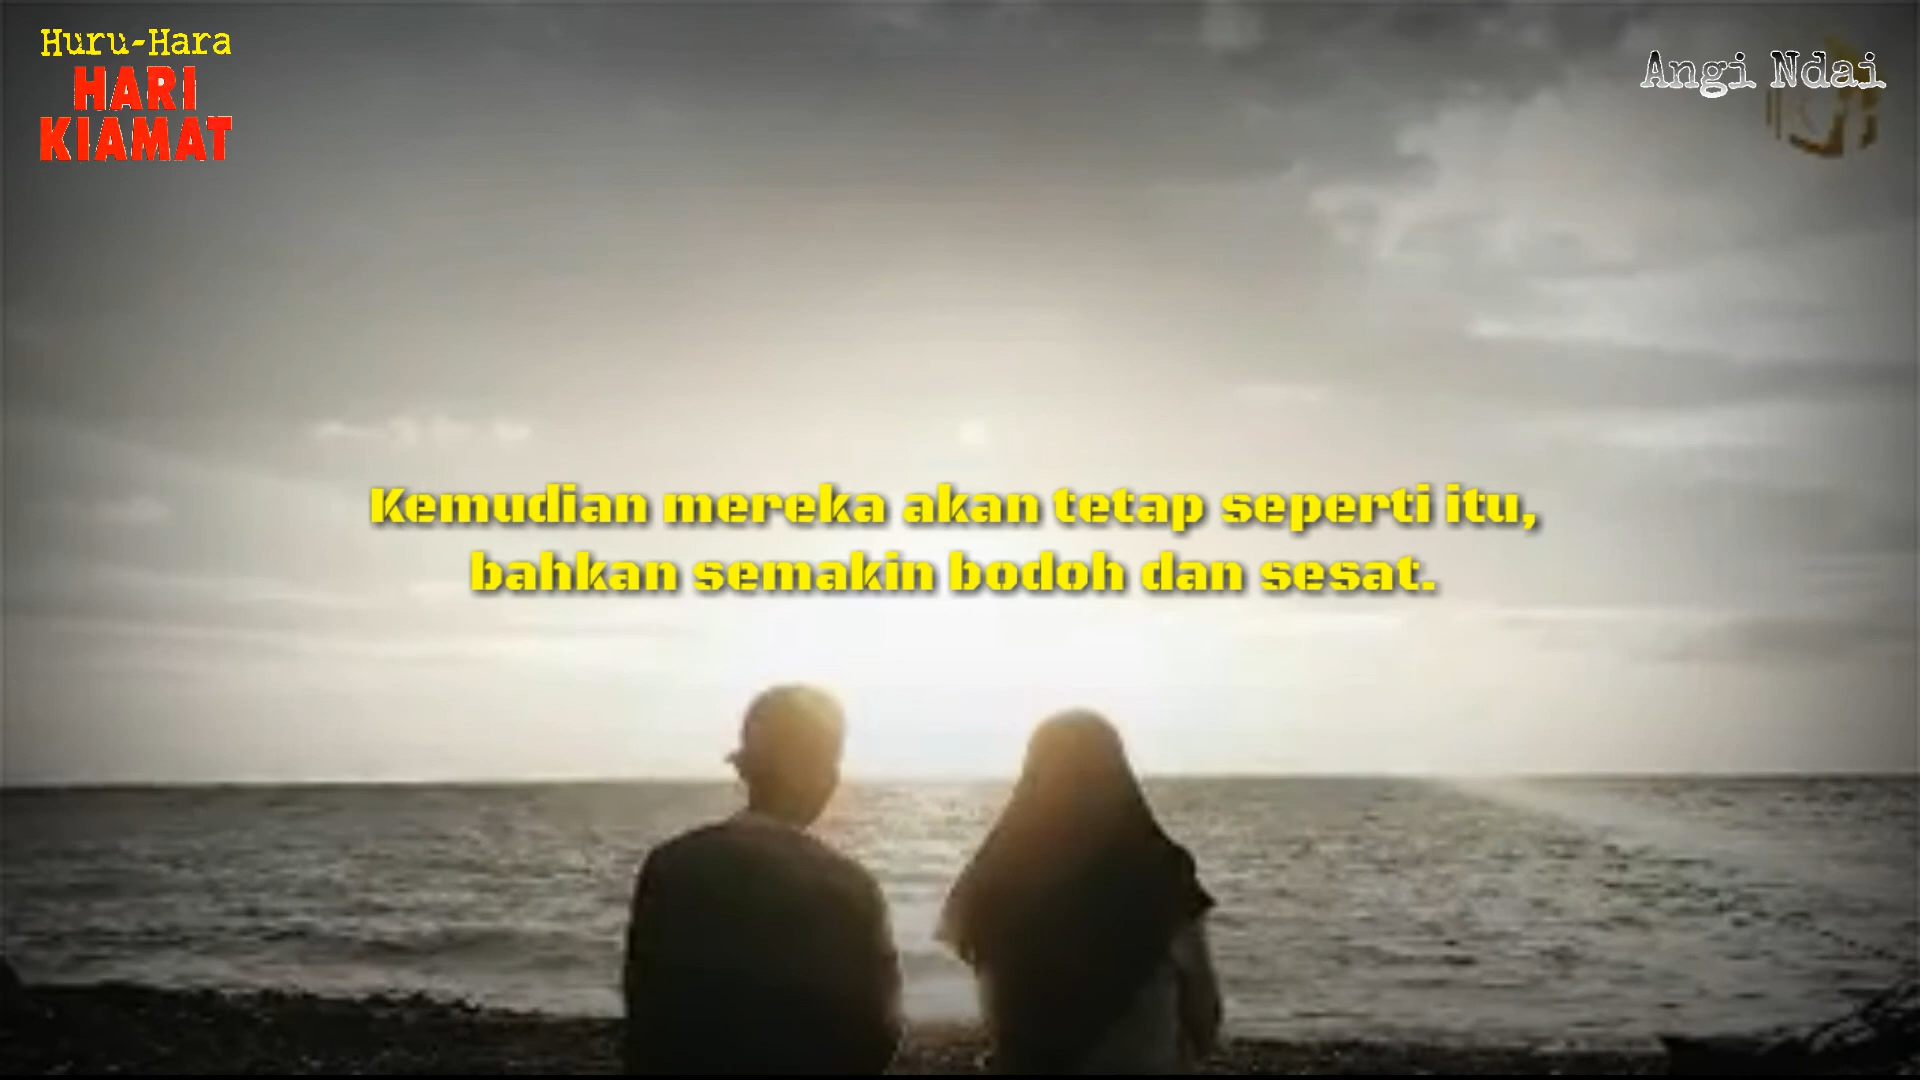 Huru-Hara
HARI
KIAMAT
Angi Ndai
Kemudian mereka akan tetap seperti itu,
bahkan semakin bodoh dan sesat.